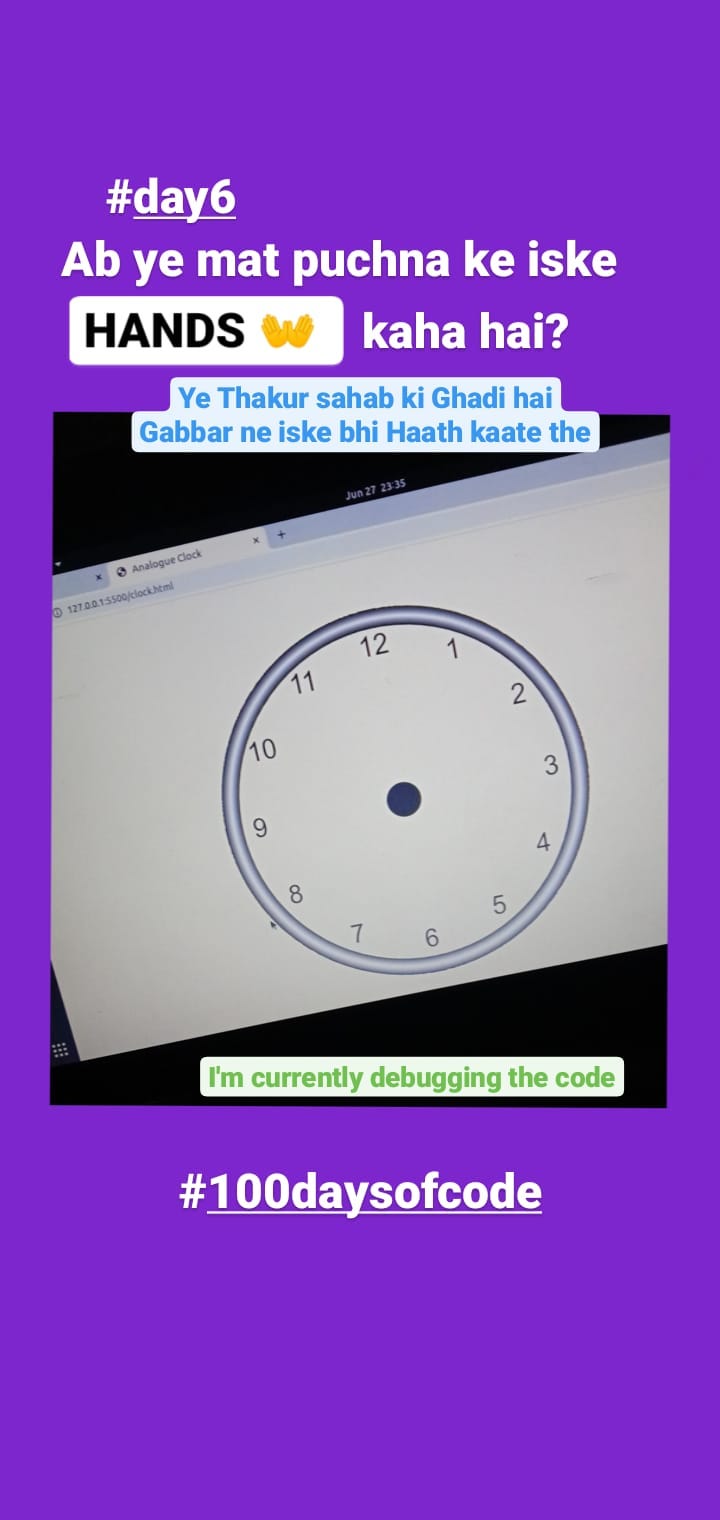 #day6
Ab ye mat puchna ke iske
HANDS 👐 kaha hai?
Ye Thakur sahab ki Ghadi hai
Gabbar ne iske bhi Haath kaate the
Jun 27 23:35
Analogue Clock
127.0.0.1:5500/clock.html
12
1
11
2
10
3
9
4
8
5
7
6
I'm currently debugging the code
#100daysofcode